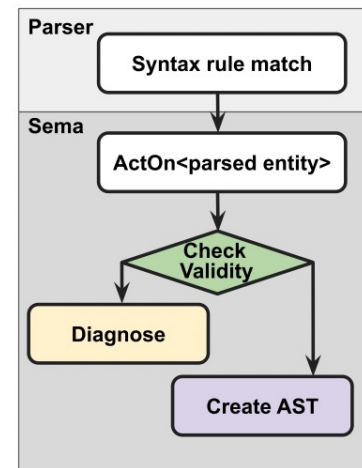 Parser
Syntax rule match
Sema
ActOn<parsed entity>
Check
Validity
Diagnose
Create AST